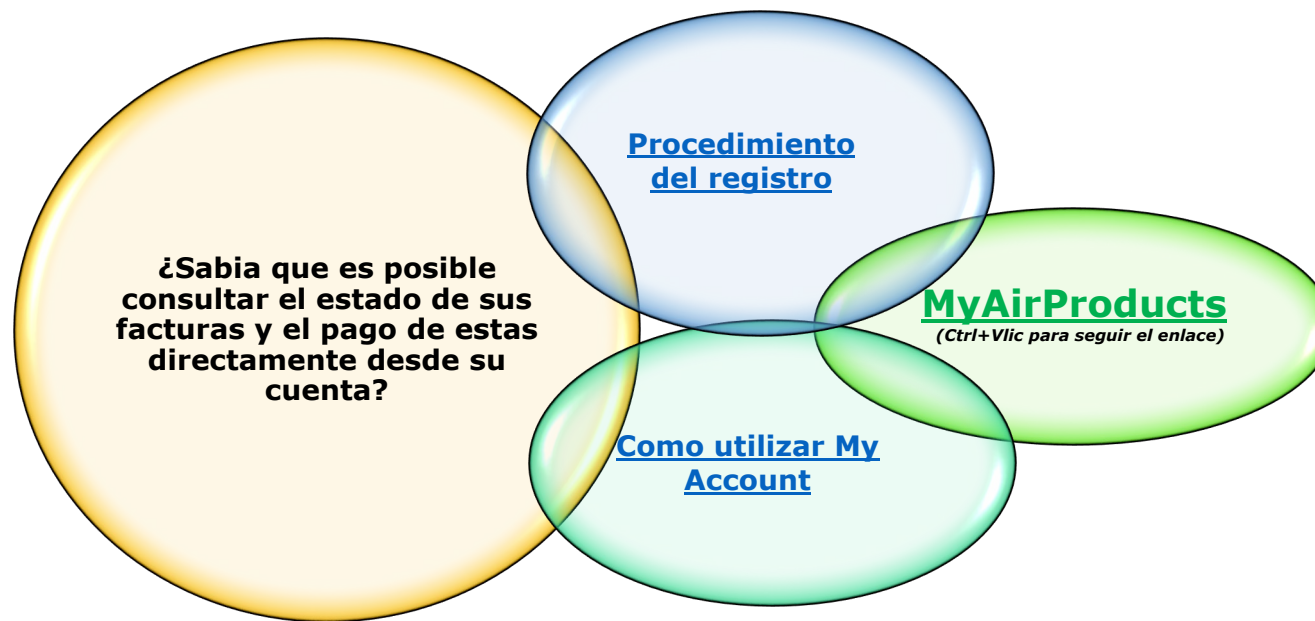 ¿Sabia que es posible
consultar el estado de sus
facturas y el pago de estas
directamente desde su
cuenta?
Procedimiento
del registro
MyAirProducts
(Ctrl+Vlic para seguir el enlace)
Como utilizar My
Account